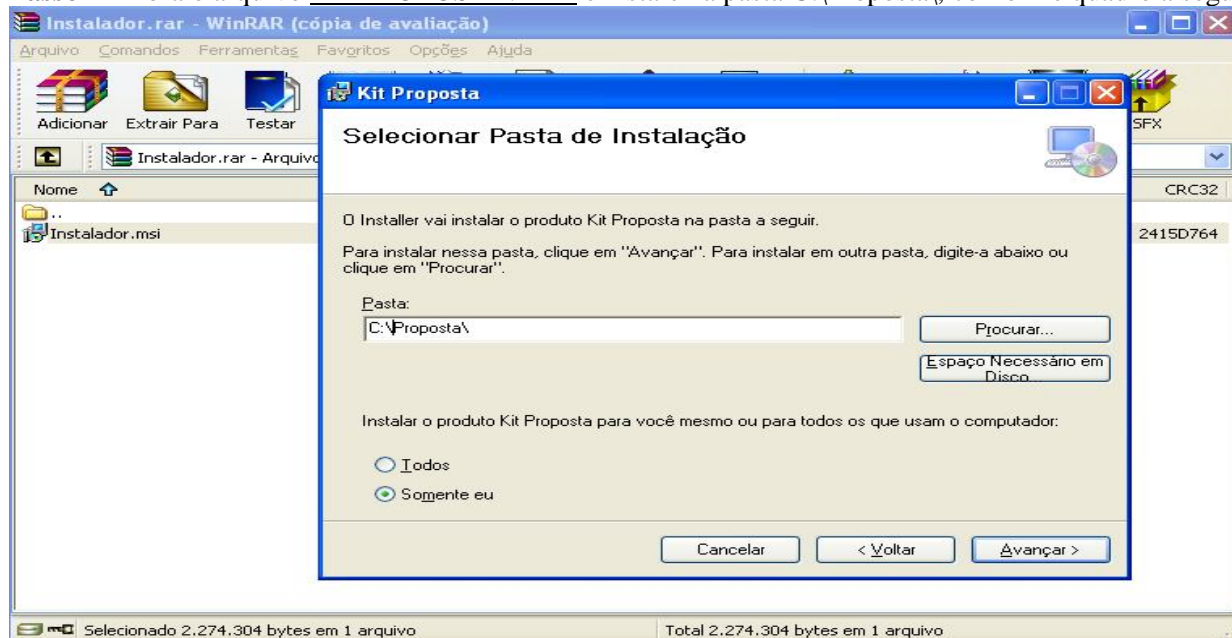 Instalador.rar - WinRAR (cópia de avaliação)
Arquivo Comandos Ferramentas Favoritos Opções Ajuda
Adicionar Extrair Para Testar SFX
Instalador.rar - Arquivo
Nome CRC32
..
Instalador.msi 2415D764
Kit Proposta
Selecionar Pasta de Instalação
O Installer vai instalar o produto Kit Proposta na pasta a seguir.
Para instalar nessa pasta, clique em "Avançar". Para instalar em outra pasta, digite-a abaixo ou
clique em "Procurar".
Pasta:
C:\Proposta\
Procurar...
Espaço Necessário em
Disco...
Instalar o produto Kit Proposta para você mesmo ou para todos os que usam o computador:
Todos
Somente eu
Cancelar < Voltar Avançar >
Selecionado 2.274.304 bytes em 1 arquivo Total 2.274.304 bytes em 1 arquivo